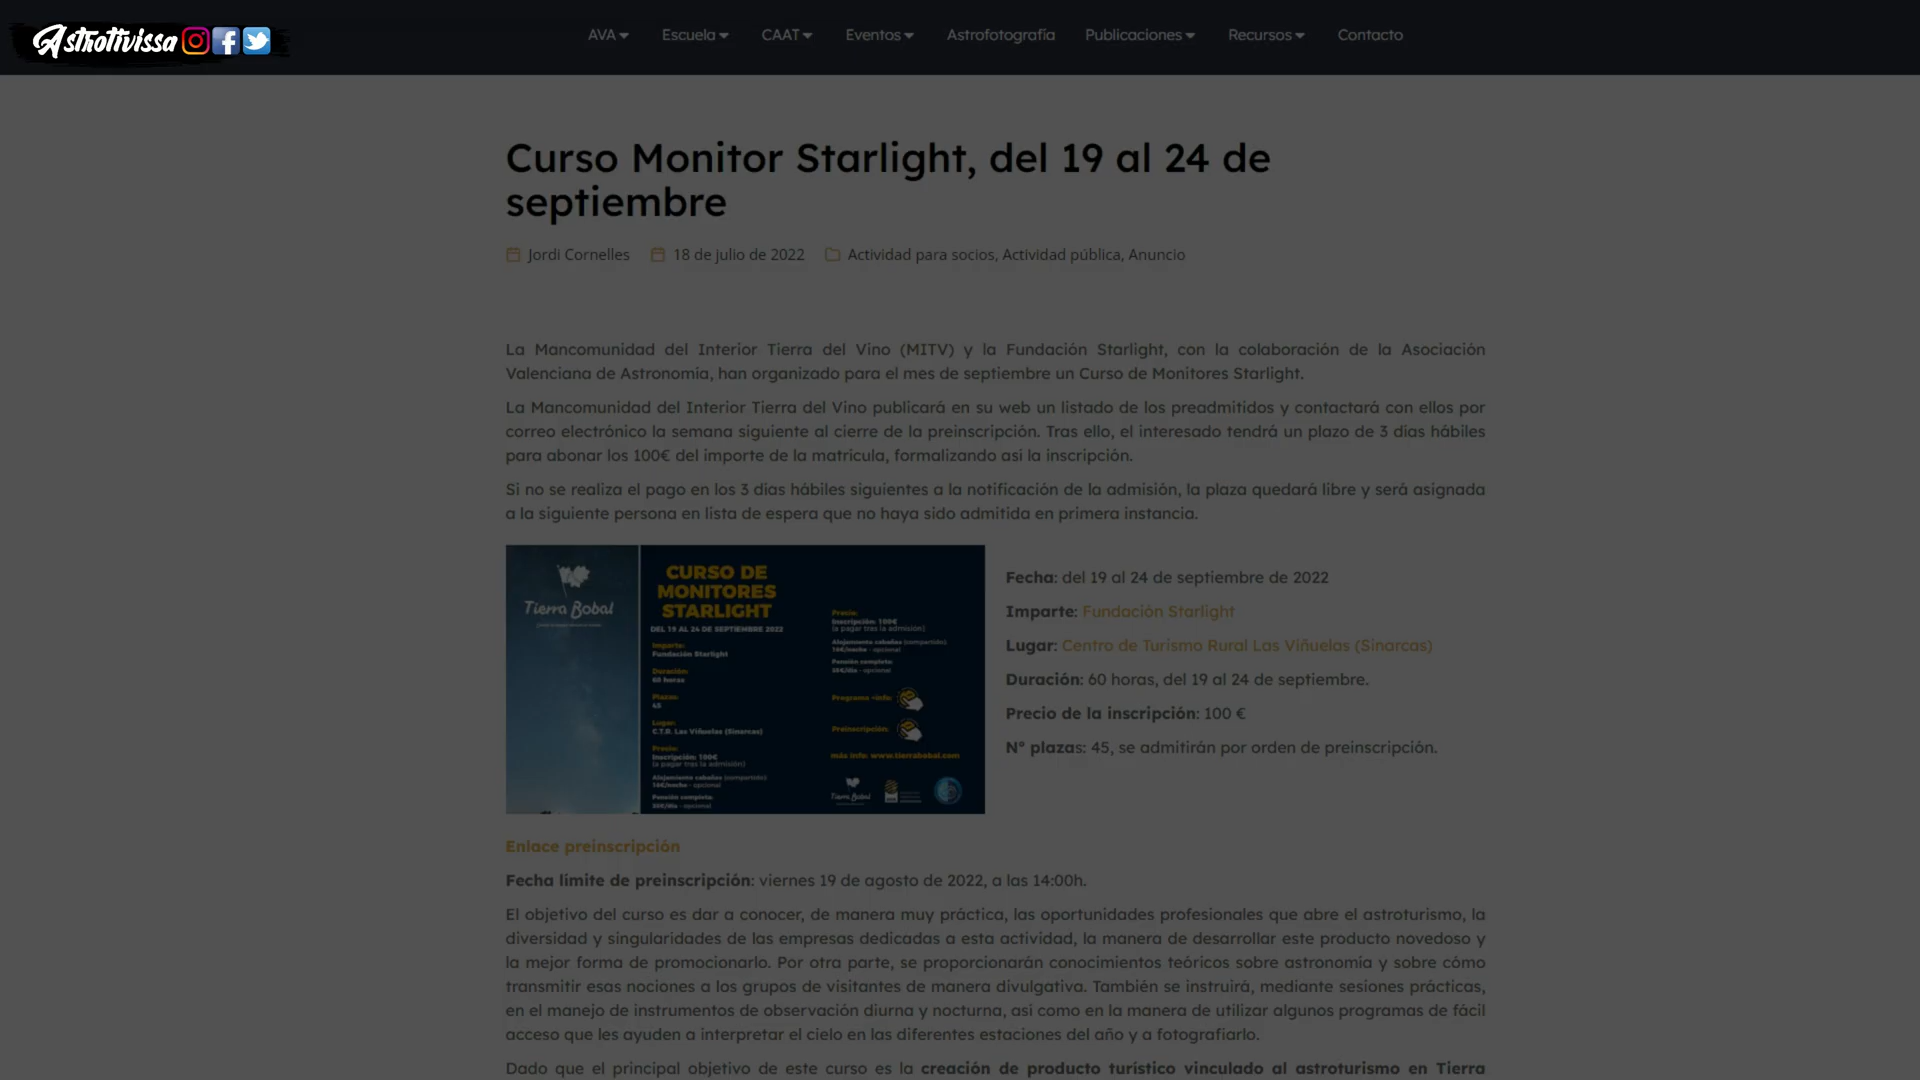 Astrotivissa
AVA Escuela CAAT Eventos Astrofotografía Publicaciones Recursos Contacto
Curso Monitor Starlight, del 19 al 24 de
septiembre
Jordi Cornelles 18 de julio de 2022 Actividad para socios, Actividad pública, Anuncio
La Mancomunidad del Interior Tierra del Vino (MITV) y la Fundación Starlight, con la colaboración de la Asociación
Valenciana de Astronomía, han organizado para el mes de septiembre un Curso de Monitores Starlight.
La Mancomunidad del Interior Tierra del Vino publicará en su web un listado de los preadmitidos y contactará con ellos por
correo electrónico la semana siguiente al cierre de la preinscripción. Tras ello, el interesado tendrá un plazo de 3 días hábiles
para abonar los 100€ del importe de la matrícula, formalizando así la inscripción.
Si no se realiza el pago en los 3 días hábiles siguientes a la notificación de la admisión, la plaza quedará libre y será asignada
a la siguiente persona en lista de espera que no haya sido admitida en primera instancia.
Tierra Bobal
CURSO DE
MONITORES
STARLIGHT
DEL 19 AL 24 DE SEPTIEMBRE 2022
Imparte:
Fundación Starlight
Duración:
60 horas
Plazas:
45
Lugar:
C.T.R. Las Viñuelas (Sinarcas)
Precio:
Inscripción: 100€
(a pagar tras la admisión)
Alojamiento cabañas (compartido)
16€/noche - opcional
Pensión completa:
35€/día - opcional
Precio:
Inscripción: 100€
(a pagar tras la admisión)
Alojamiento cabañas (compartido)
16€/noche - opcional
Pensión completa:
35€/día - opcional
Programa +info:
Preinscripción:
más info: www.tierrabobal.com
Tierra Bobal
Fecha: del 19 al 24 de septiembre de 2022
Imparte: Fundación Starlight
Lugar: Centro de Turismo Rural Las Viñuelas (Sinarcas)
Duración: 60 horas, del 19 al 24 de septiembre.
Precio de la inscripción: 100 €
Nº plazas: 45, se admitirán por orden de preinscripción.
Enlace preinscripción
Fecha límite de preinscripción: viernes 19 de agosto de 2022, a las 14:00h.
El objetivo del curso es dar a conocer, de manera muy práctica, las oportunidades profesionales que abre el astroturismo, la
diversidad y singularidades de las empresas dedicadas a esta actividad, la manera de desarrollar este producto novedoso y
la mejor forma de promocionarlo. Por otra parte, se proporcionarán conocimientos teóricos sobre astronomía y sobre cómo
transmitir esas nociones a los grupos de visitantes de manera divulgativa. También se instruirá, mediante sesiones prácticas,
en el manejo de instrumentos de observación diurna y nocturna, así como en la manera de utilizar algunos programas de fácil
acceso que les ayuden a interpretar el cielo en las diferentes estaciones del año y a fotografiarlo.
Dado que el principal objetivo de este curso es la creación de producto turístico vinculado al astroturismo en Tierra